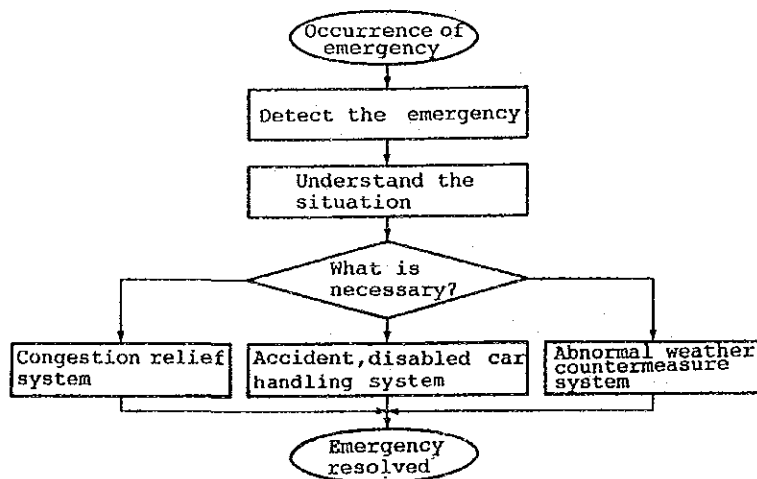 Occurrence of
emergency
Detect the emergency
Understand the
situation
What is
necessary?
Congestion relief
system
Accident,disabled car
handling system
Abnormal weather
countermeasure
system
Emergency
resolved